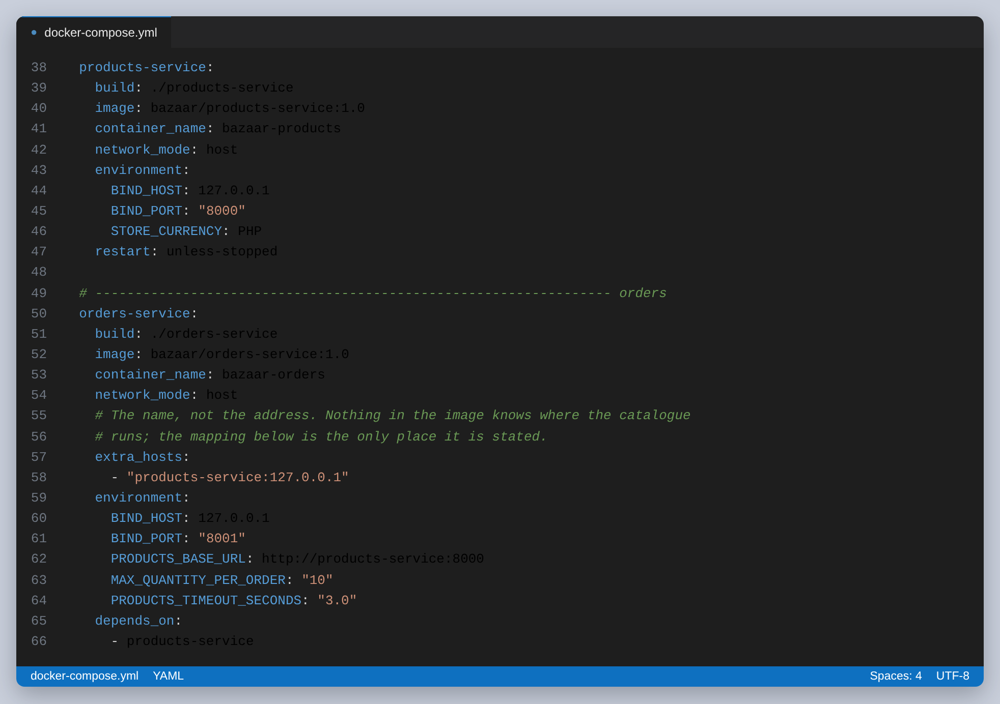 docker-compose.yml
38 products-service:
39 build: ./products-service
40 image: bazaar/products-service:1.0
41 container_name: bazaar-products
42 network_mode: host
43 environment:
44 BIND_HOST: 127.0.0.1
45 BIND_PORT: "8000"
46 STORE_CURRENCY: PHP
47 restart: unless-stopped
48
49 # ----------------------------------------------------------------- orders
50 orders-service:
51 build: ./orders-service
52 image: bazaar/orders-service:1.0
53 container_name: bazaar-orders
54 network_mode: host
55 # The name, not the address. Nothing in the image knows where the catalogue
56 # runs; the mapping below is the only place it is stated.
57 extra_hosts:
58 - "products-service:127.0.0.1"
59 environment:
60 BIND_HOST: 127.0.0.1
61 BIND_PORT: "8001"
62 PRODUCTS_BASE_URL: http://products-service:8000
63 MAX_QUANTITY_PER_ORDER: "10"
64 PRODUCTS_TIMEOUT_SECONDS: "3.0"
65 depends_on:
66 - products-service
docker-compose.yml YAML Spaces: 4 UTF-8